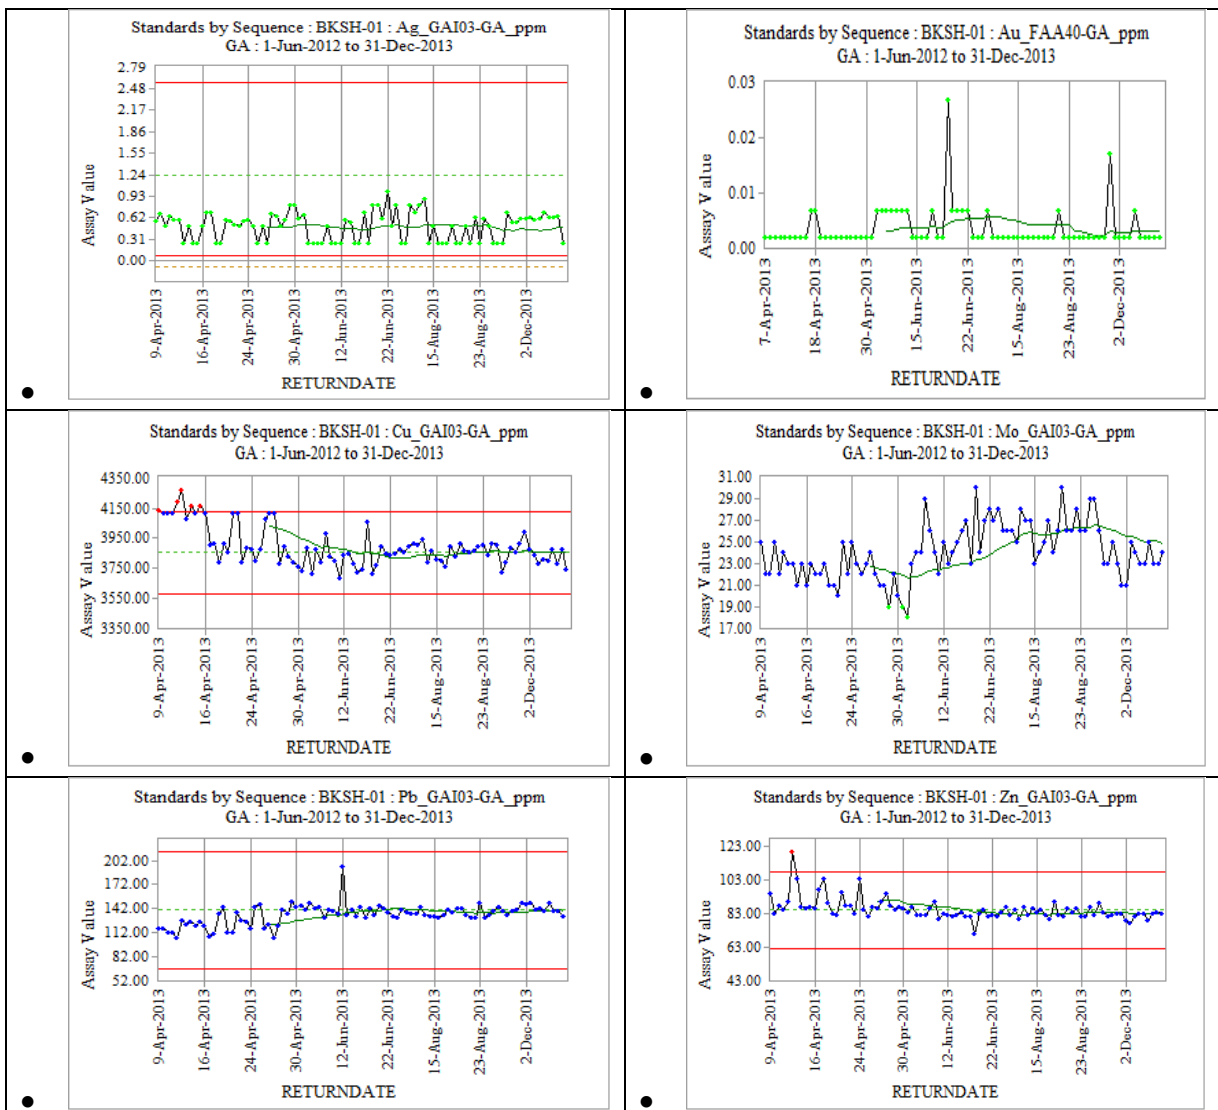 Standards by Sequence : BKSH-01 : Ag_GAI03-GA_ppm
GA : 1-Jun-2012 to 31-Dec-2013
2.79
2.48
2.17
1.86
1.55
1.24
0.93
0.62
0.31
0.00
Assay Value
9-Apr-2013
16-Apr-2013
24-Apr-2013
30-Apr-2013
12-Jun-2013
22-Jun-2013
15-Aug-2013
23-Aug-2013
2-Dec-2013
RETURNDATE
Standards by Sequence : BKSH-01 : Au_FAA40-GA_ppm
GA : 1-Jun-2012 to 31-Dec-2013
0.03
0.02
0.01
0.00
Assay Value
7-Apr-2013
18-Apr-2013
30-Apr-2013
15-Jun-2013
22-Jun-2013
15-Aug-2013
23-Aug-2013
2-Dec-2013
RETURNDATE
Standards by Sequence : BKSH-01 : Cu_GAI03-GA_ppm
GA : 1-Jun-2012 to 31-Dec-2013
4350.00
4150.00
3950.00
3750.00
3550.00
3350.00
Assay Value
9-Apr-2013
16-Apr-2013
24-Apr-2013
30-Apr-2013
12-Jun-2013
22-Jun-2013
15-Aug-2013
23-Aug-2013
2-Dec-2013
RETURNDATE
Standards by Sequence : BKSH-01 : Mo_GAI03-GA_ppm
GA : 1-Jun-2012 to 31-Dec-2013
31.00
29.00
27.00
25.00
23.00
21.00
19.00
17.00
Assay Value
9-Apr-2013
16-Apr-2013
24-Apr-2013
30-Apr-2013
12-Jun-2013
22-Jun-2013
15-Aug-2013
23-Aug-2013
2-Dec-2013
RETURNDATE
Standards by Sequence : BKSH-01 : Pb_GAI03-GA_ppm
GA : 1-Jun-2012 to 31-Dec-2013
202.00
172.00
142.00
112.00
82.00
52.00
Assay Value
9-Apr-2013
16-Apr-2013
24-Apr-2013
30-Apr-2013
12-Jun-2013
22-Jun-2013
15-Aug-2013
23-Aug-2013
2-Dec-2013
RETURNDATE
Standards by Sequence : BKSH-01 : Zn_GAI03-GA_ppm
GA : 1-Jun-2012 to 31-Dec-2013
123.00
103.00
83.00
63.00
43.00
Assay Value
9-Apr-2013
16-Apr-2013
24-Apr-2013
30-Apr-2013
12-Jun-2013
22-Jun-2013
15-Aug-2013
23-Aug-2013
2-Dec-2013
RETURNDATE